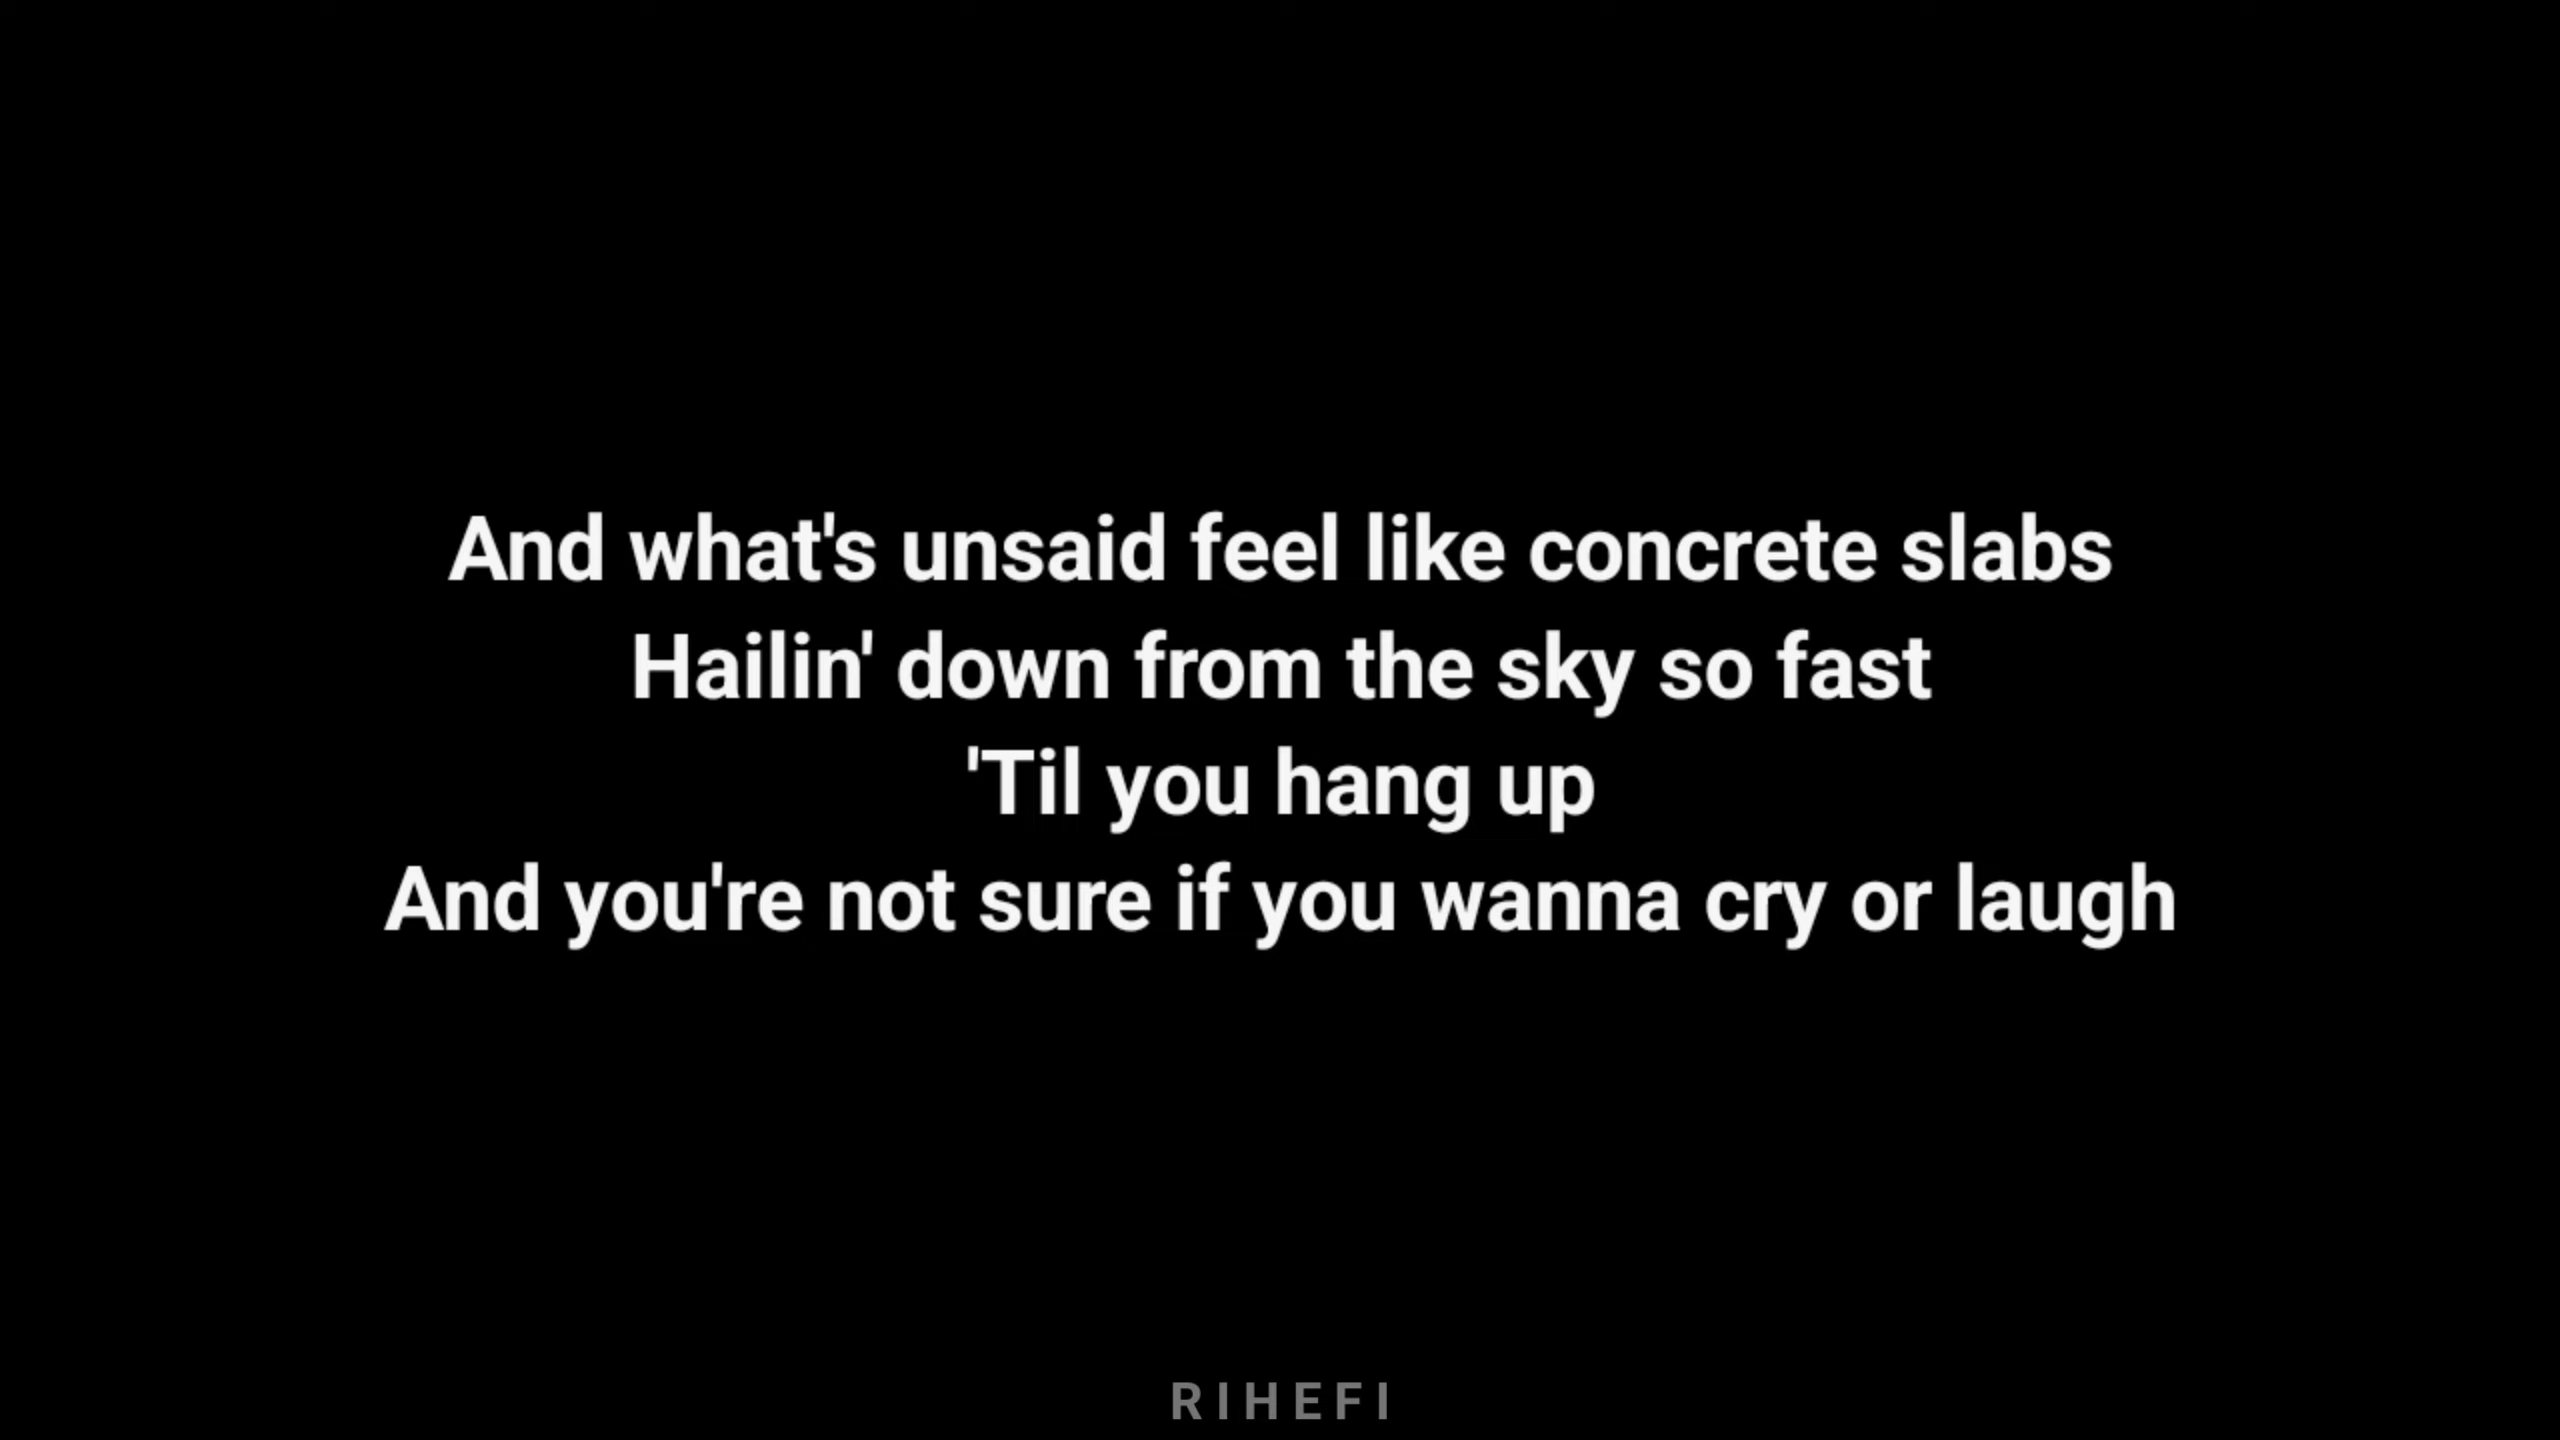 And what's unsaid feel like concrete slabs
Hailin' down from the sky so fast
'Til you hang up
And you're not sure if you wanna cry or laugh
RIHEFI